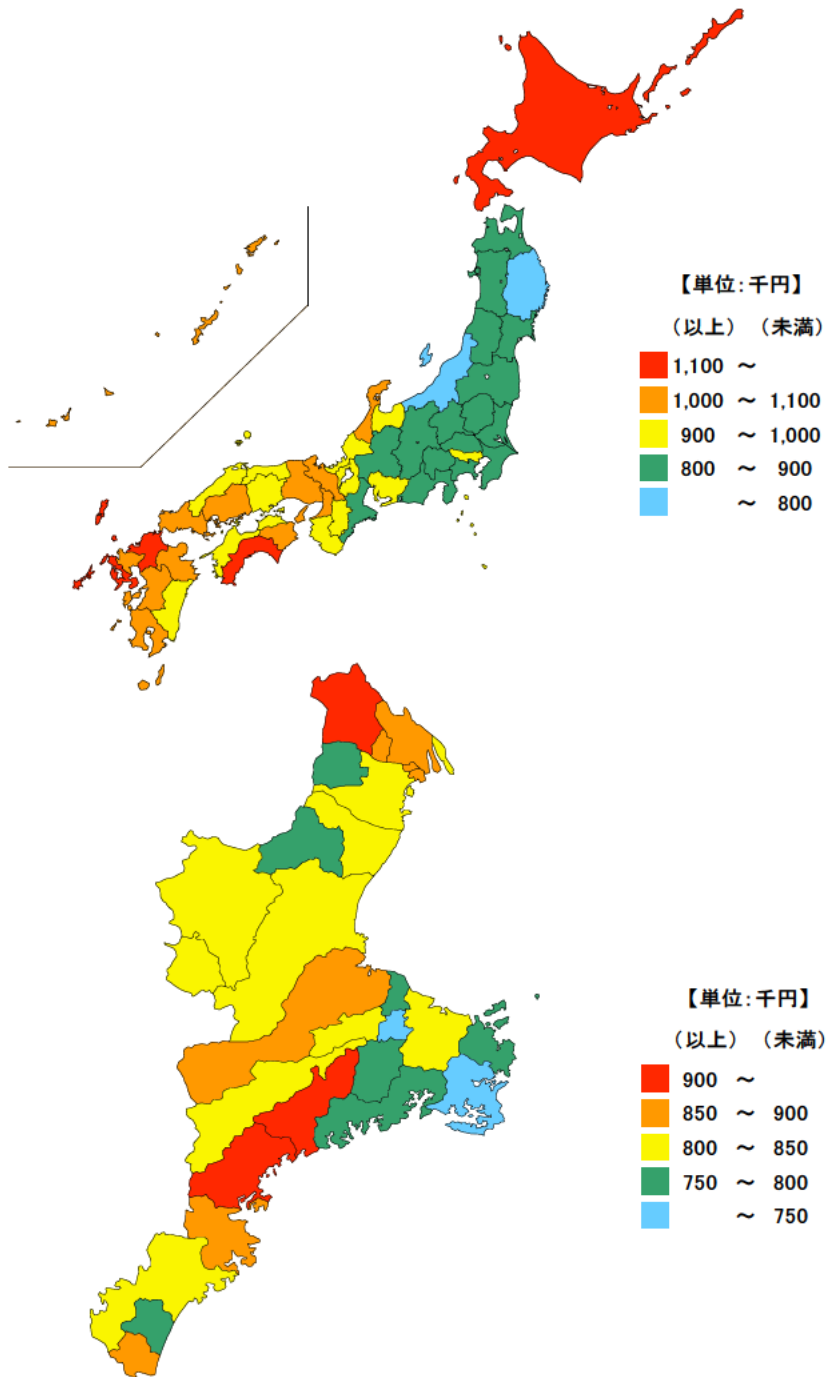 【単位:千円】
(以上) (未満)
1,100 ～
1,000 ～ 1,100
900 ～ 1,000
800 ～ 900
～ 800
【単位:千円】
(以上) (未満)
900 ～
850 ～ 900
800 ～ 850
750 ～ 800
～ 750